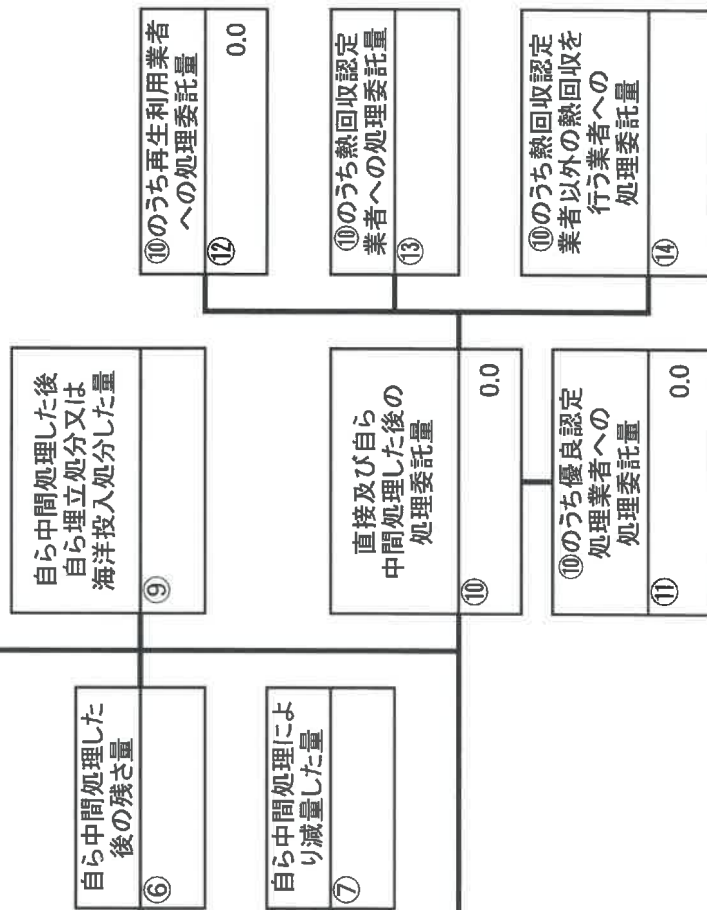 自ら中間処理した
後の残さ量
⑥
自ら中間処理によ
り減量した量
⑦
自ら中間処理した後
自ら埋立処分又は
海洋投入処分した量
⑨
直接及び自ら
中間処理した後の
処理委託量
⑩
0.0
⑩のうち優良認定
処理業者への
処理委託量
⑪
0.0
⑩のうち再生利用業者
への処理委託量
⑫
0.0
⑩のうち熱回収認定
業者への処理委託量
⑬
⑩のうち熱回収認定
業者以外の熱回収を
行う業者への
処理委託量
⑭